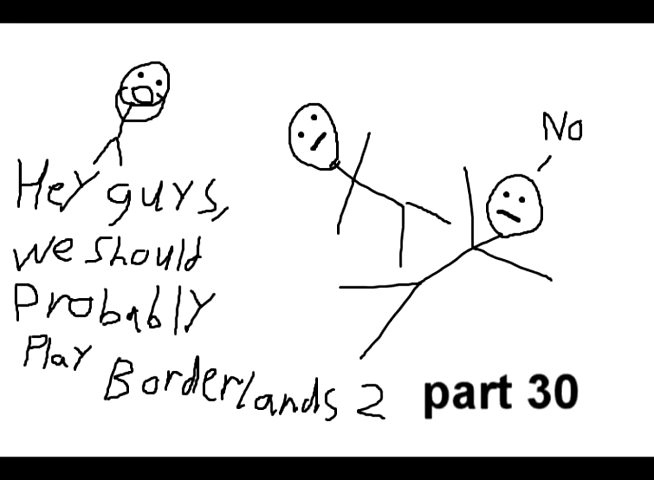 No
Hey guys,
we should
Probably
Play Borderlands 2
part 30